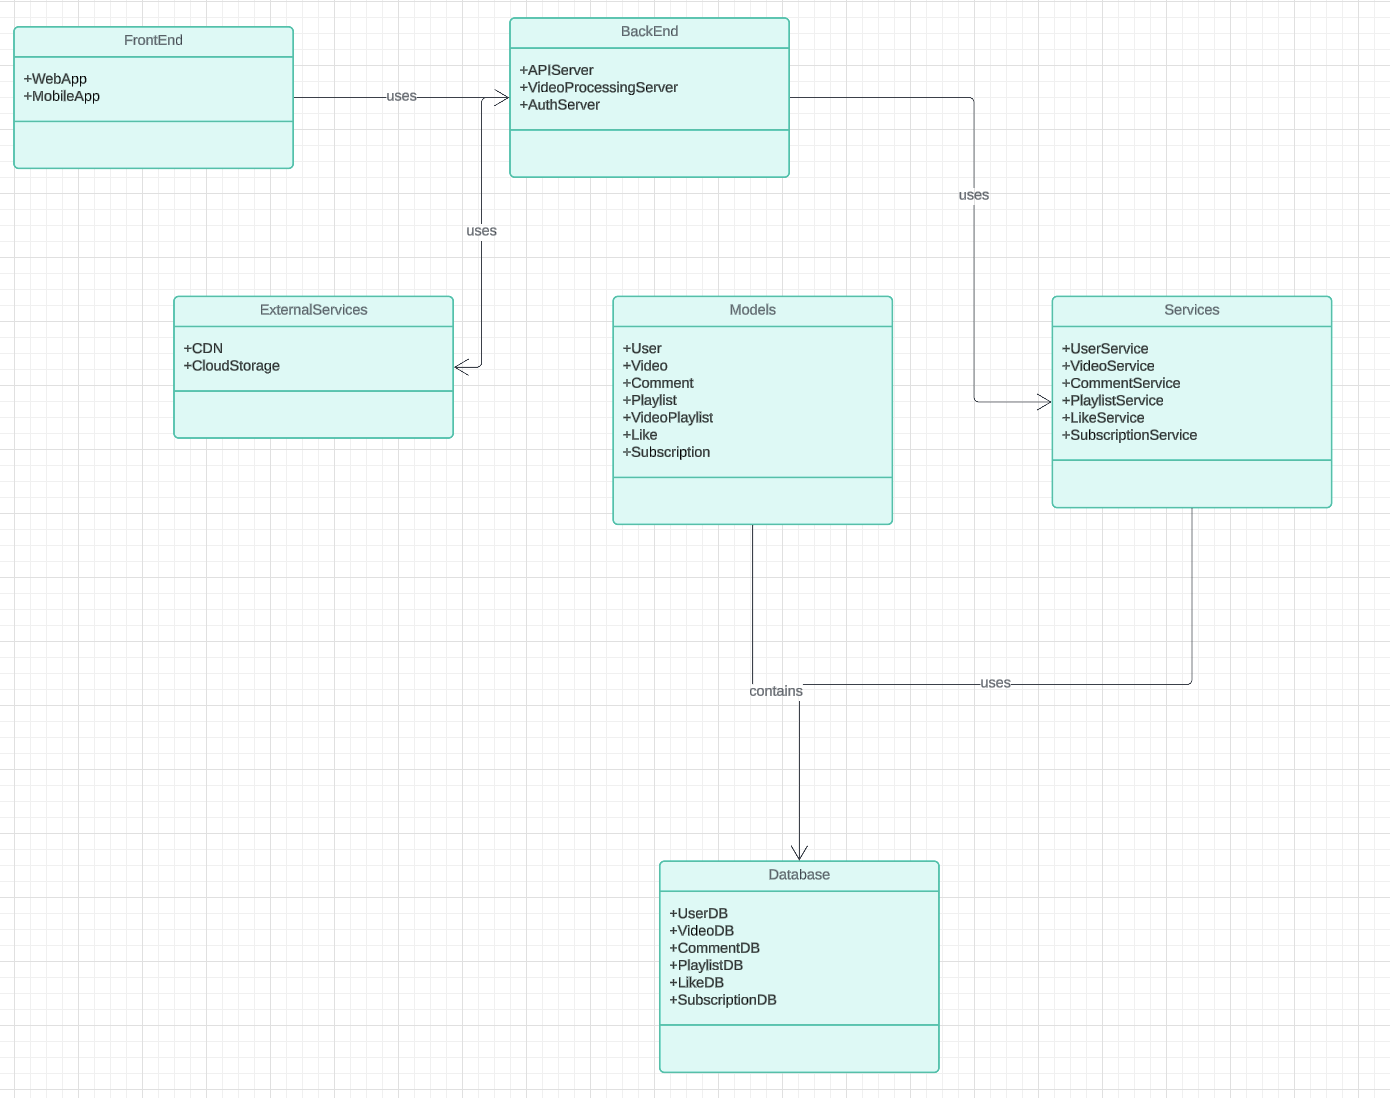 FrontEnd
+WebApp
+MobileApp
uses
BackEnd
+APIServer
+VideoProcessingServer
+AuthServer
uses
uses
ExternalServices
+CDN
+CloudStorage
Models
+User
+Video
+Comment
+Playlist
+VideoPlaylist
+Like
+Subscription
Services
+UserService
+VideoService
+CommentService
+PlaylistService
+LikeService
+SubscriptionService
contains
uses
Database
+UserDB
+VideoDB
+CommentDB
+PlaylistDB
+LikeDB
+SubscriptionDB